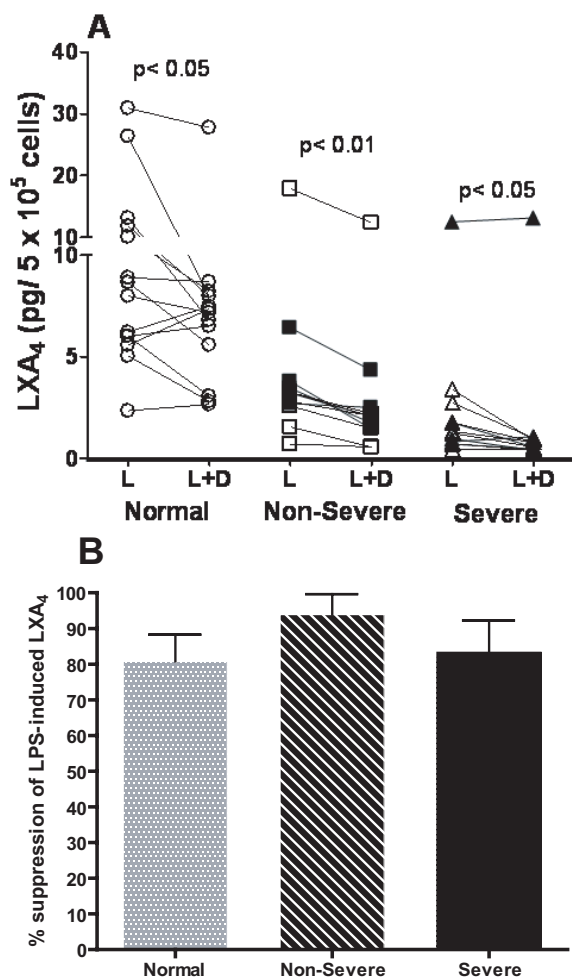 A
p< 0.05
p< 0.01
p< 0.05
LXA₄ (pg/ 5 x 10⁵ cells)
40
30
20
10
10
5
0
L L+D L L+D L L+D
Normal Non-Severe Severe
B
% suppression of LPS-induced LXA₄
100
90
80
70
60
50
40
30
20
10
0
Normal Non-Severe Severe